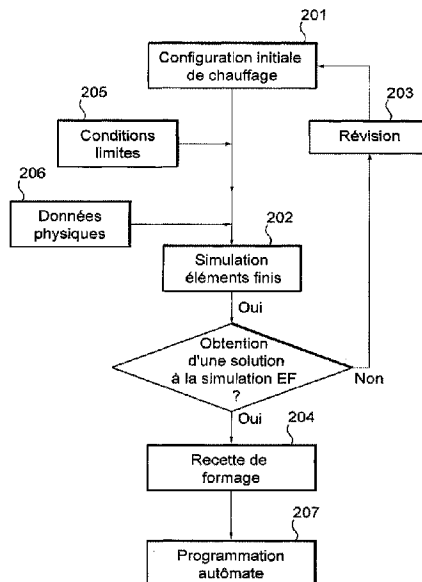 201
Configuration initiale
de chauffage
205
203
Conditions
limites
Révision
206
Données
physiques
202
Simulation
éléments finis
Oui
Obtention
d'une solution
à la simulation EF
?
Non
Oui
204
Recette de
formage
207
Programmation
autômate